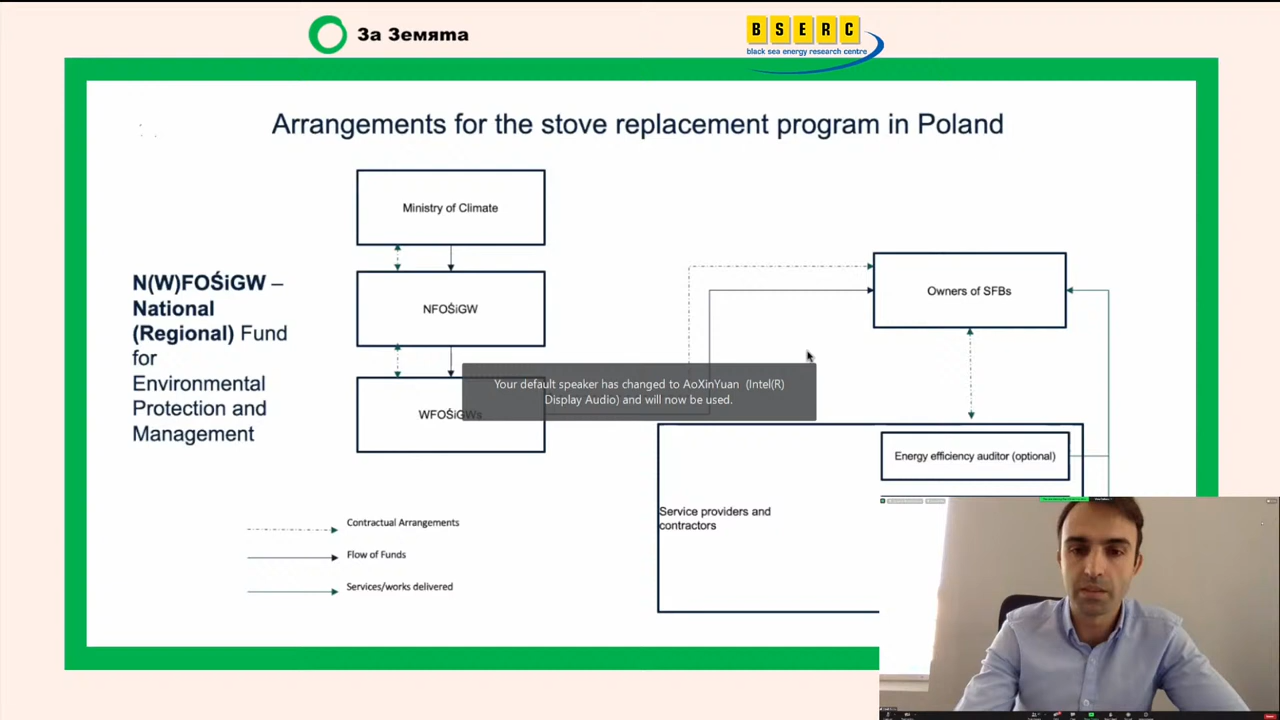 За Земята
BSERC
black sea energy research centre
Arrangements for the stove replacement program in Poland
Ministry of Climate
N(W)FOŚiGW –
National
(Regional) Fund
for
Environmental
Protection and
Management
NFOŚiGW
WFOŚiGWs
Owners of SFBs
Your default speaker has changed to AoXinYuan (Intel(R)
Display Audio) and will now be used.
Energy efficiency auditor (optional)
Service providers and
contractors
Contractual Arrangements
Flow of Funds
Services/works delivered